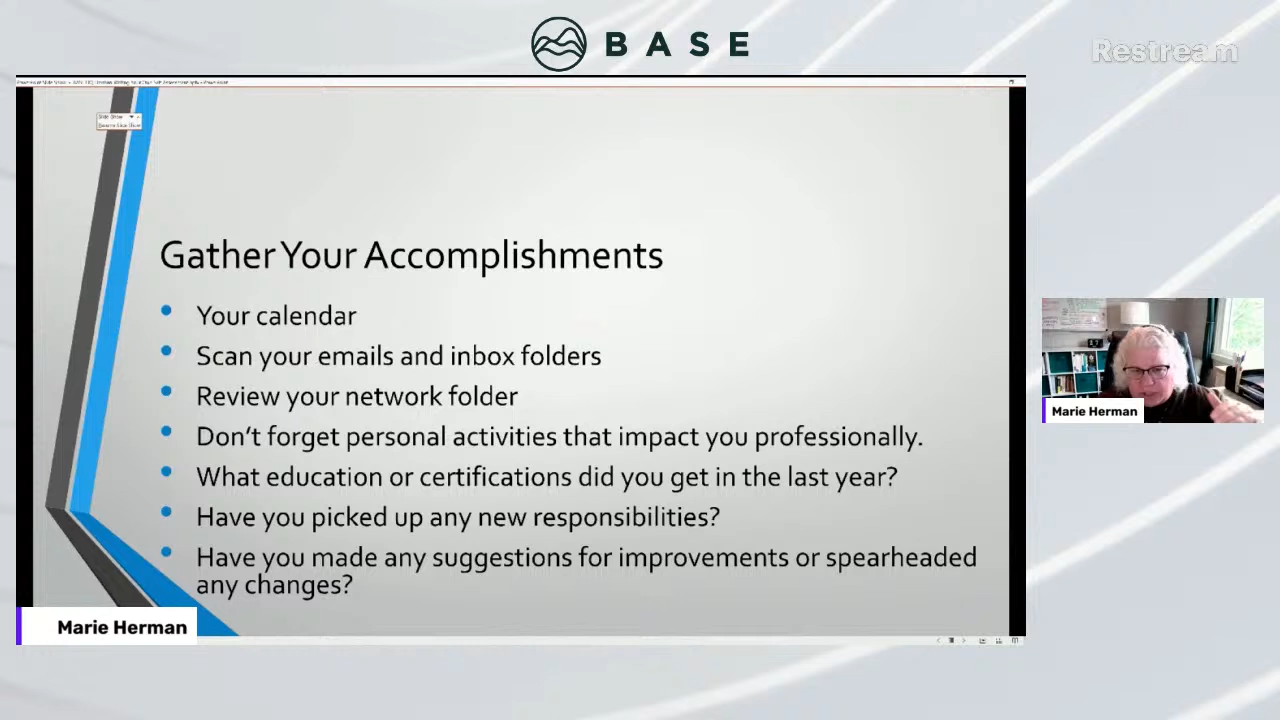 BASE
Restream
Slide Show
Gather Your Accomplishments
Your calendar
Scan your emails and inbox folders
Review your network folder
Don't forget personal activities that impact you professionally.
What education or certifications did you get in the last year?
Have you picked up any new responsibilities?
Have you made any suggestions for improvements or spearheaded
any changes?
Marie Herman
Marie Herman